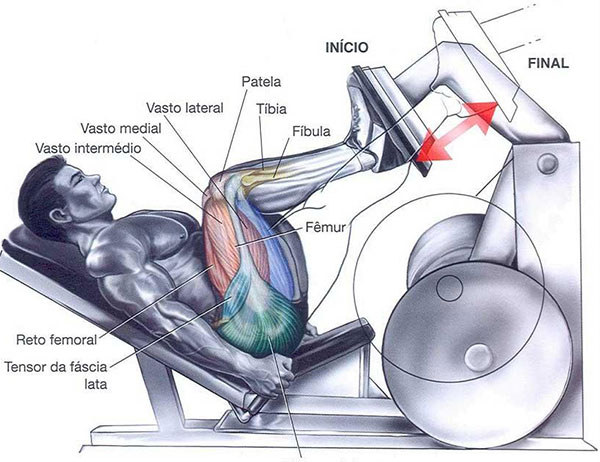 INÍCIO
FINAL
Patela
Vasto lateral
Tíbia
Vasto medial
Fíbula
Vasto intermédio
Fêmur
Reto femoral
Tensor da fáscia
lata